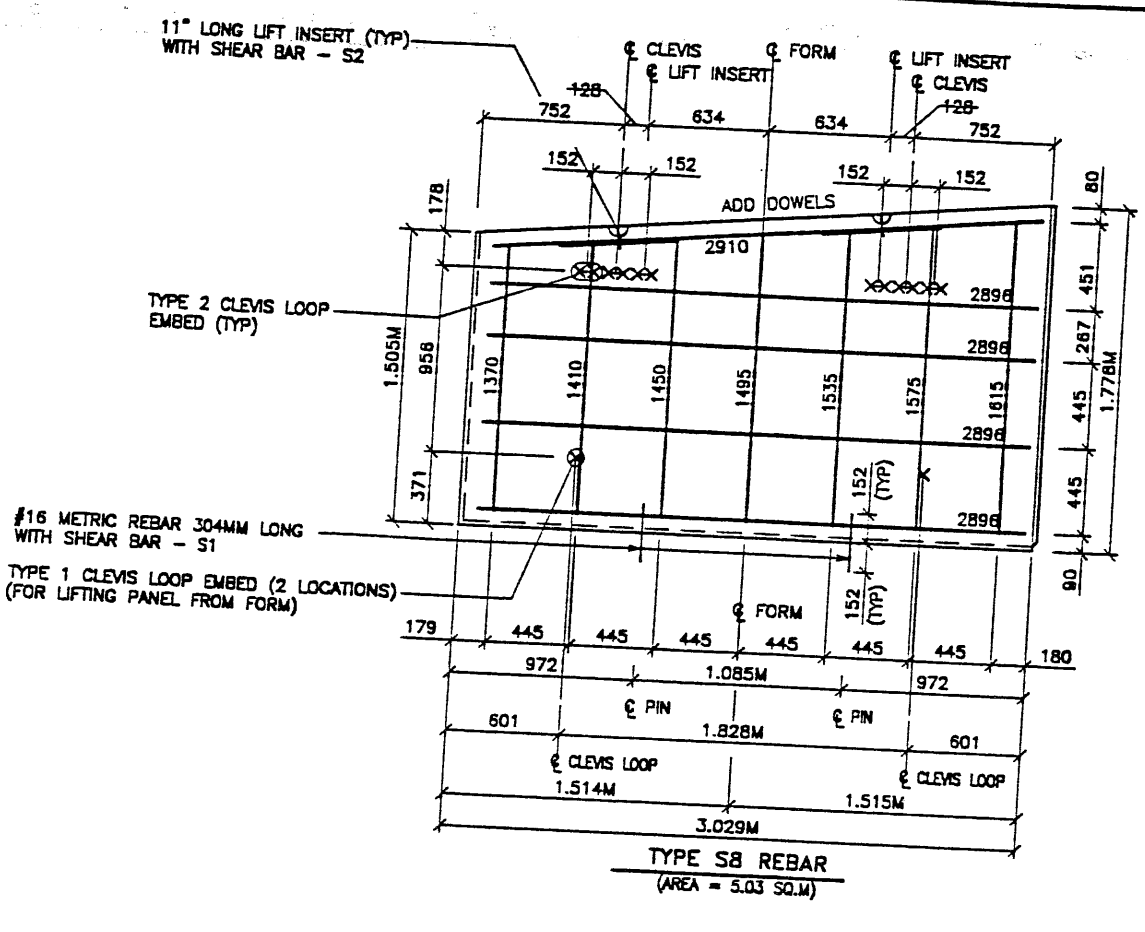 11" LONG LIFT INSERT (TYP)
WITH SHEAR BAR - S2
℄ CLEVIS
℄ LIFT INSERT
℄ FORM
℄ LIFT INSERT
℄ CLEVIS
752
128
634
634
128
752
152
152
152
152
80
178
ADD DOWELS
2910
TYPE 2 CLEVIS LOOP
EMBED (TYP)
1.505M
958
371
1370
1410
1450
1495
1535
1575
1615
2896
2896
2896
2896
451
267
445
445
1.778M
90
152
(TYP)
152
(TYP)
#16 METRIC REBAR 304MM LONG
WITH SHEAR BAR - S1
TYPE 1 CLEVIS LOOP EMBED (2 LOCATIONS)
(FOR LIFTING PANEL FROM FORM)
℄ FORM
179
445
445
445
445
445
445
180
972
1.085M
972
℄ PIN
℄ PIN
601
1.828M
601
℄ CLEVIS LOOP
℄ CLEVIS LOOP
1.514M
1.515M
3.029M
TYPE S8 REBAR
(AREA = 5.03 SQ.M)